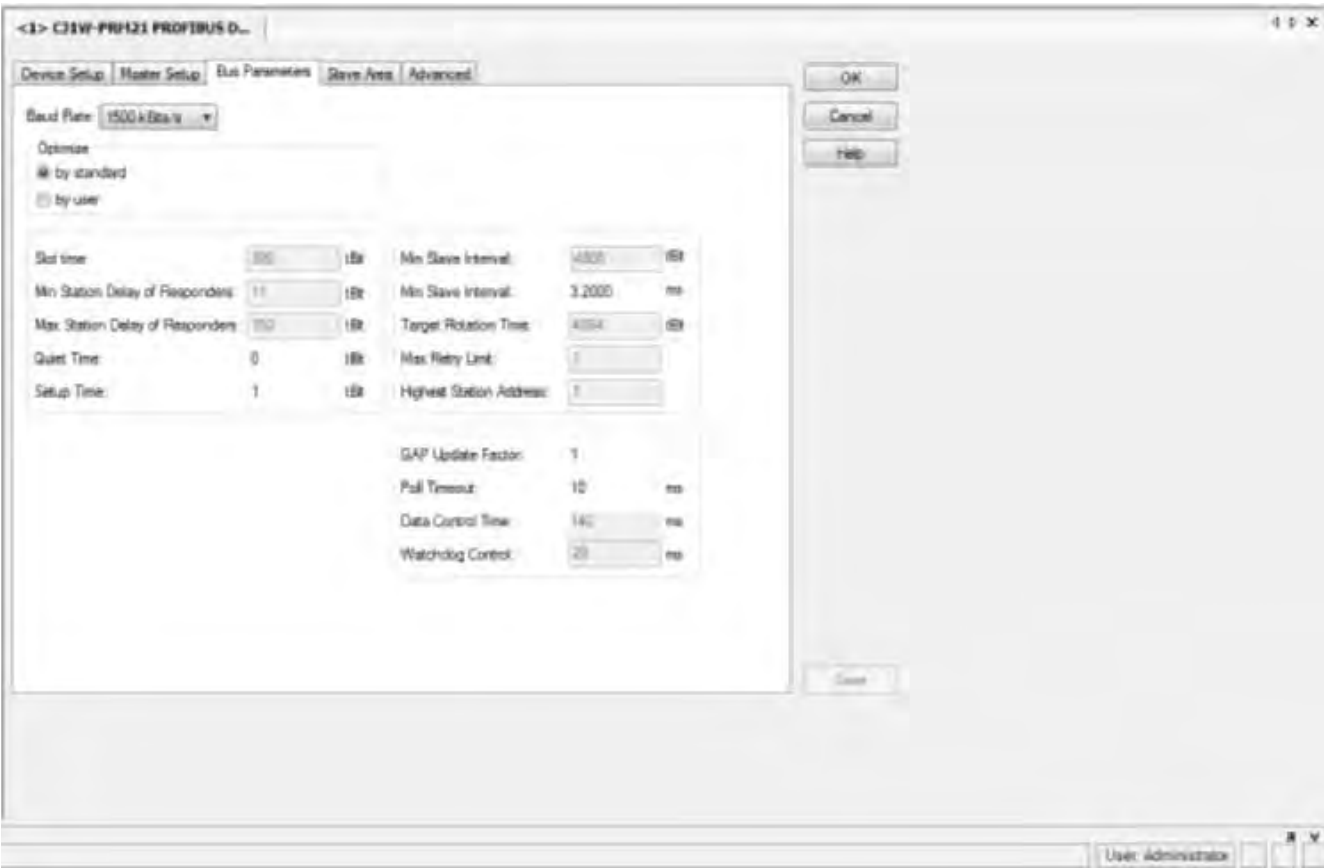 <1> C J1W-PRM21 PROFIBUS D...
Device Setup Master Setup Bus Parameters Slave Area Advanced
OK
Baud Rate: 1500 kBits/s
Cancel
Optimize
Help
by standard
by user
Slot time: tBit Min Slave Interval: tBit
Min Station Delay of Responders: 11 tBit Min Slave Interval: 3.2000 ms
Max Station Delay of Responders: tBit Target Rotation Time: tBit
Quiet Time: 0 tBit Max Retry Limit: 1
Setup Time: 1 tBit Highest Station Address: 1
GAP Update Factor: 1
Poll Timeout: 10 ms
Data Control Time: ms
Watchdog Control: 20 ms
User: Administrator